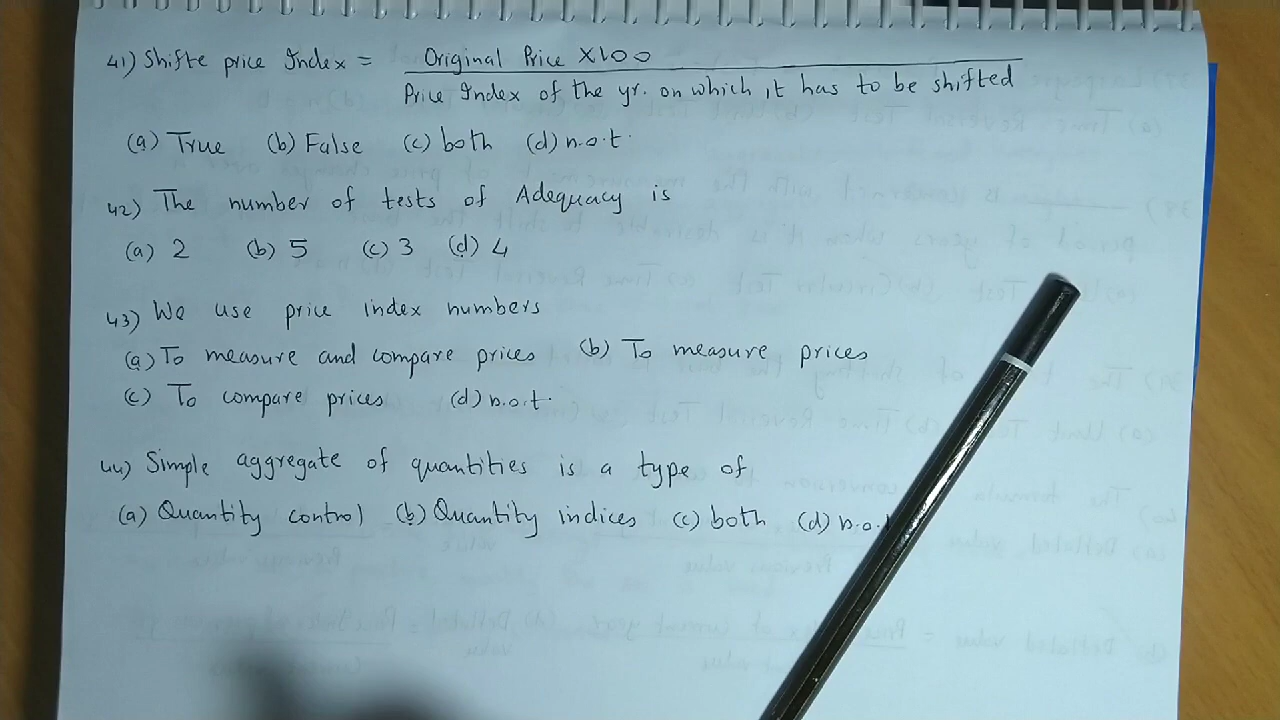 41) Shifte price Index = Original Price X100
Price Index of the yr. on which it has to be shifted
(a) True (b) False (c) both (d) n.o.t.
42) The number of tests of Adequacy is
(a) 2 (b) 5 (c) 3 (d) 4
43) We use price index numbers
(a) To measure and compare prices (b) To measure prices
(c) To compare prices (d) n.o.t.
44) Simple aggregate of quantities is a type of
(a) Quantity control (b) Quantity indices (c) both (d) n.o.